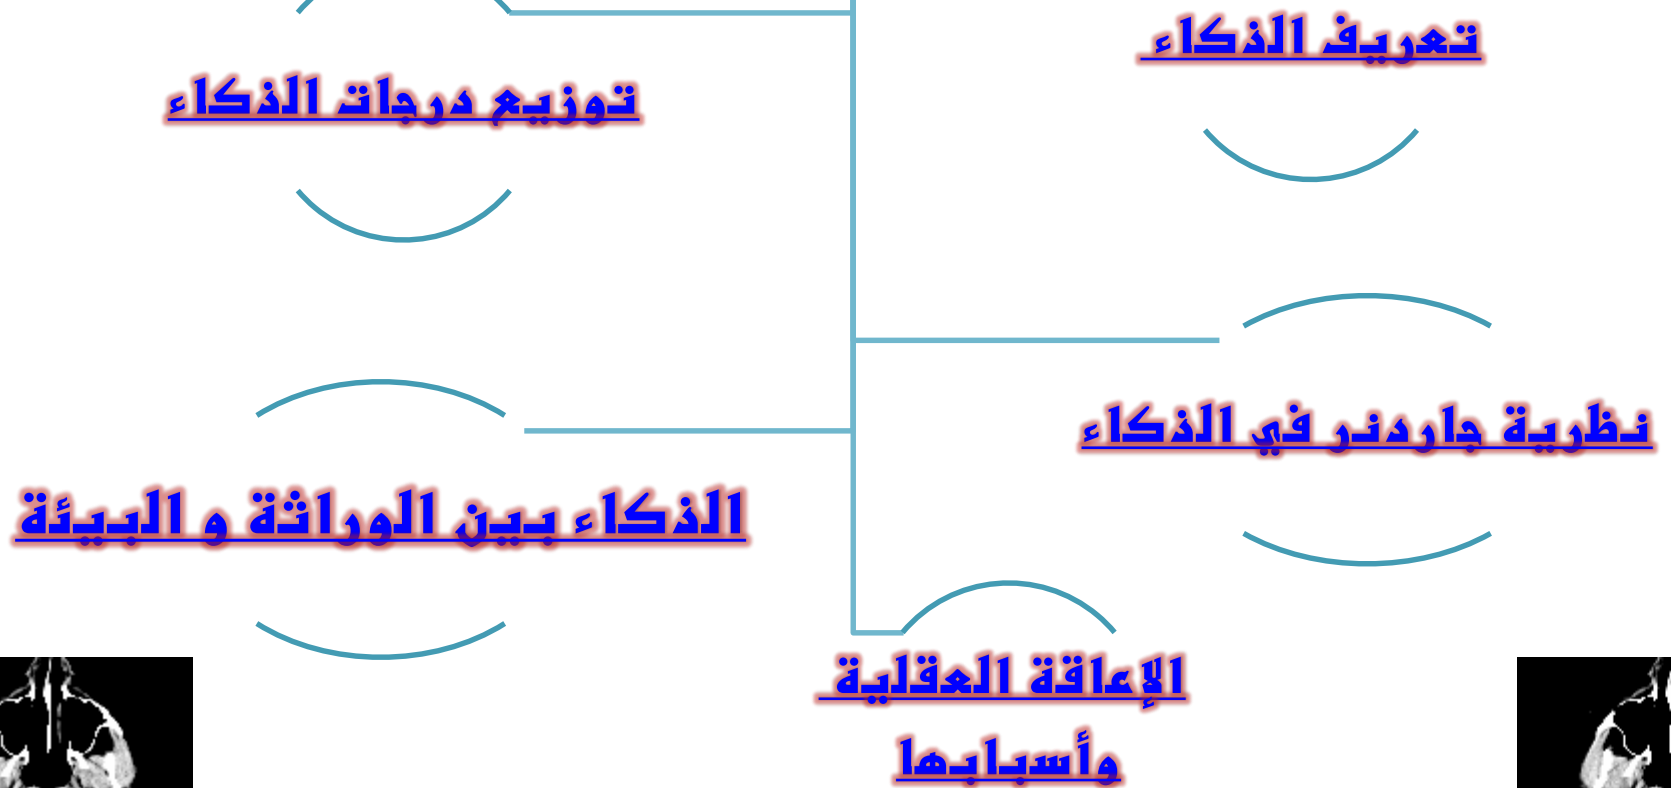 تعريف الذكاء
توزيع درجات الذكاء
نظرية جاردنر في الذكاء
الذكاء بين الوراثة و البيئة
الإعاقة العقلية
وأسبابها